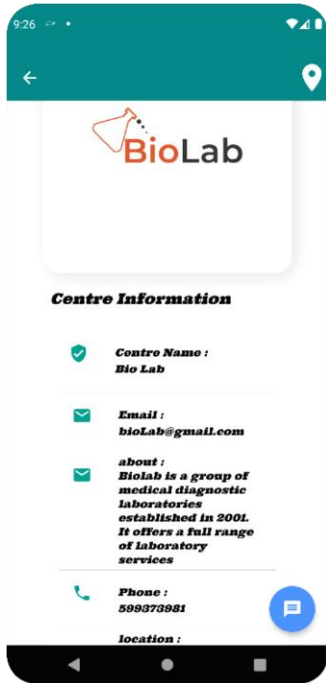 9:26
BioLab
Centre Information
Centre Name :
Bio Lab
Email :
bioLab@gmail.com
about :
Biolab is a group of
medical diagnostic
laboratories
established in 2001.
It offers a full range
of laboratory
services
Phone :
599373981
location :